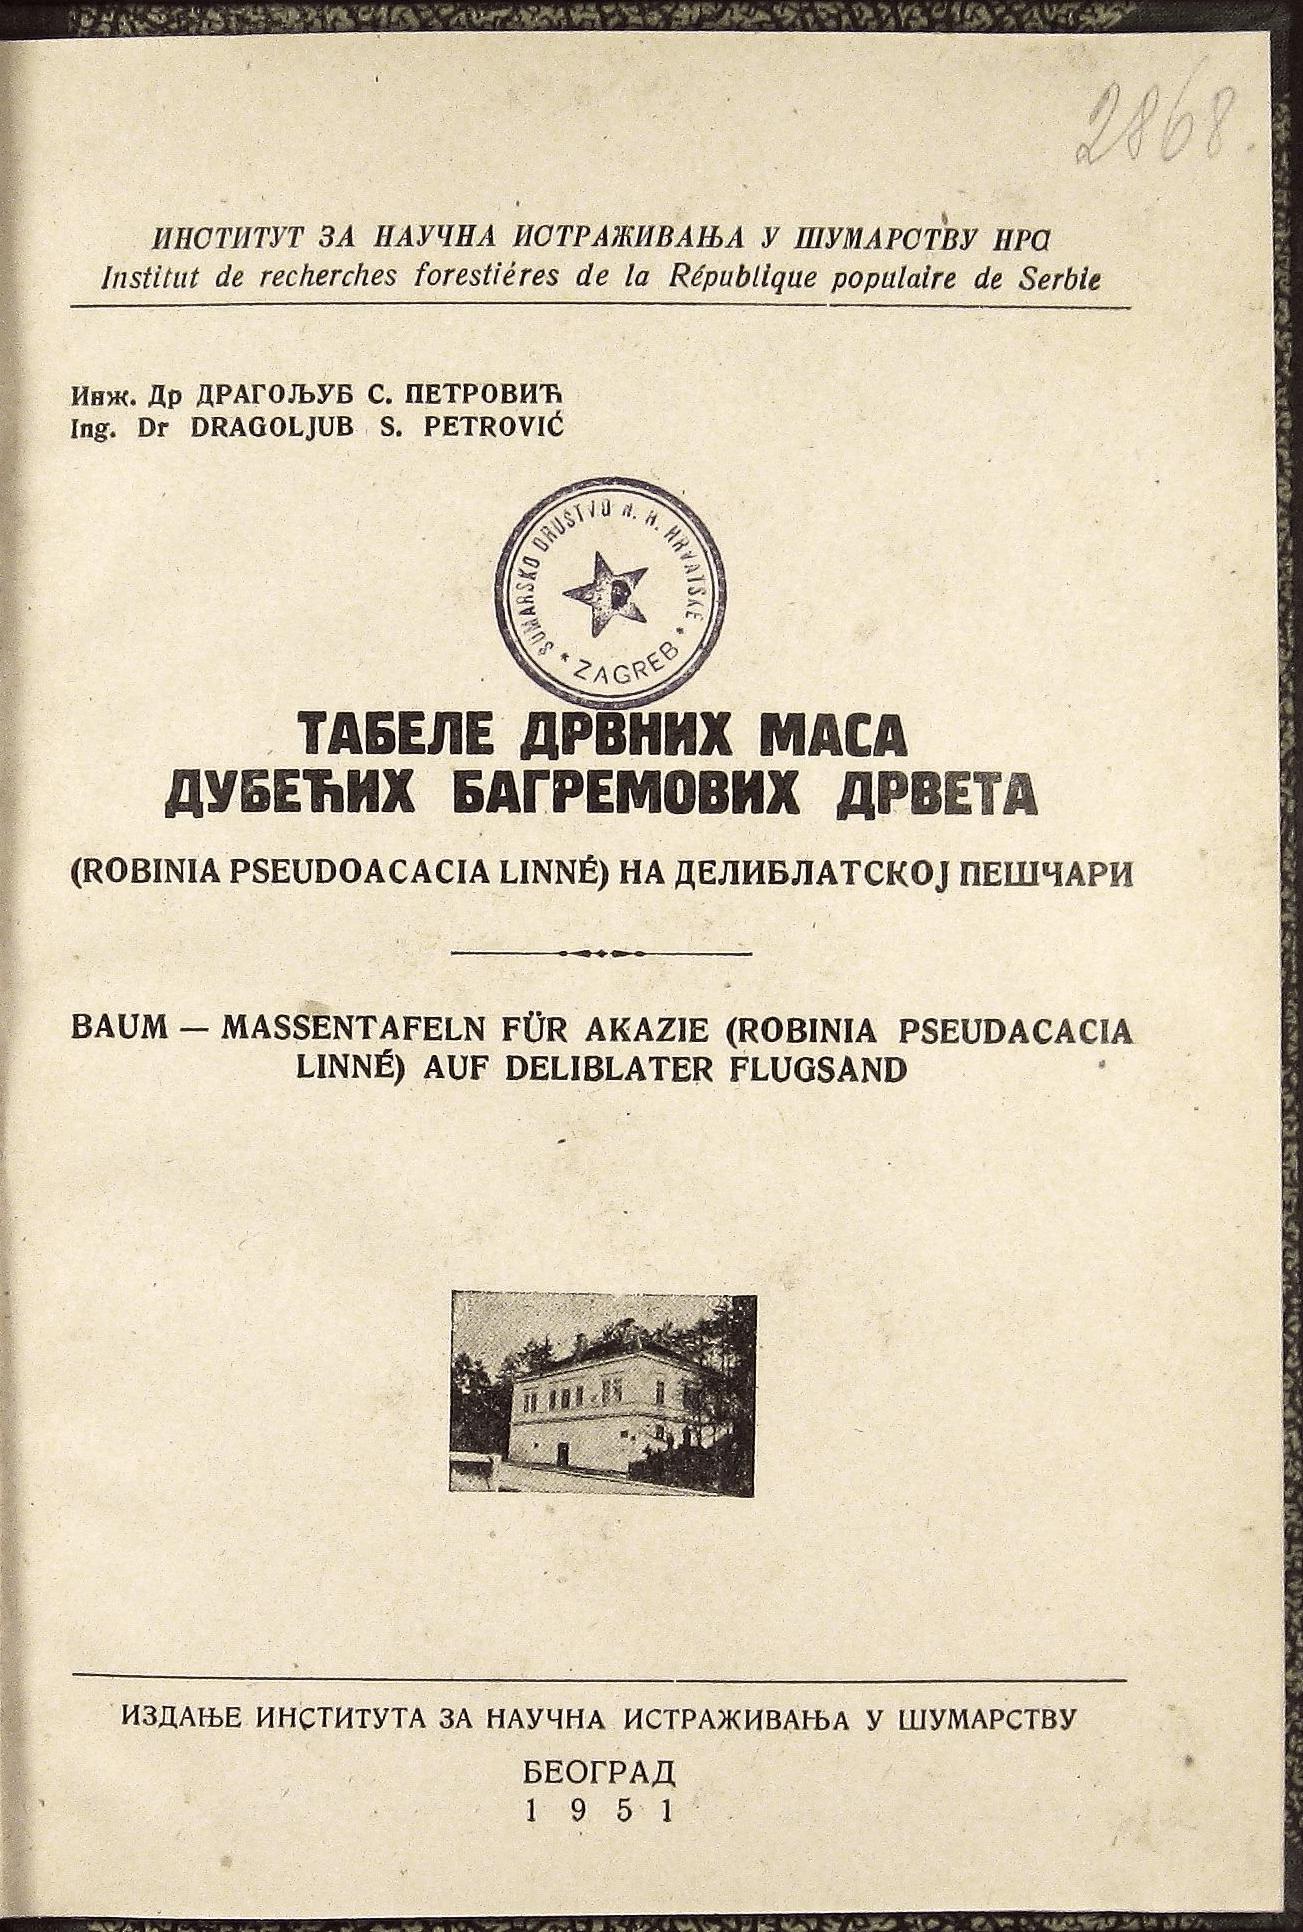 2868.
ИНСТИТУТ ЗА НАУЧНА ИСТРАЖИВАЊА У ШУМАРСТВУ НРС
Institut de recherches forestiéres de la République populaire de Serbie
Инж. Др ДРАГОЉУБ С. ПЕТРОВИЋ
Ing. Dr DRAGOLJUB S. PETROVIĆ
ŠUMARSKO DRUŠTVO N. R. HRVATSKE
* ZAGREB *
ТАБЕЛЕ ДРВНИХ МАСА
ДУБЕЋИХ БАГРЕМОВИХ ДРВЕТА
(ROBINIA PSEUDOACACIA LINNÉ) НА ДЕЛИБЛАТСКОЈ ПЕШЧАРИ
BAUM — MASSENTAFELN FÜR AKAZIE (ROBINIA PSEUDACACIA
LINNÉ) AUF DELIBLATER FLUGSAND
ИЗДАЊЕ ИНСТИТУТА ЗА НАУЧНА ИСТРАЖИВАЊА У ШУМАРСТВУ
БЕОГРАД
1951